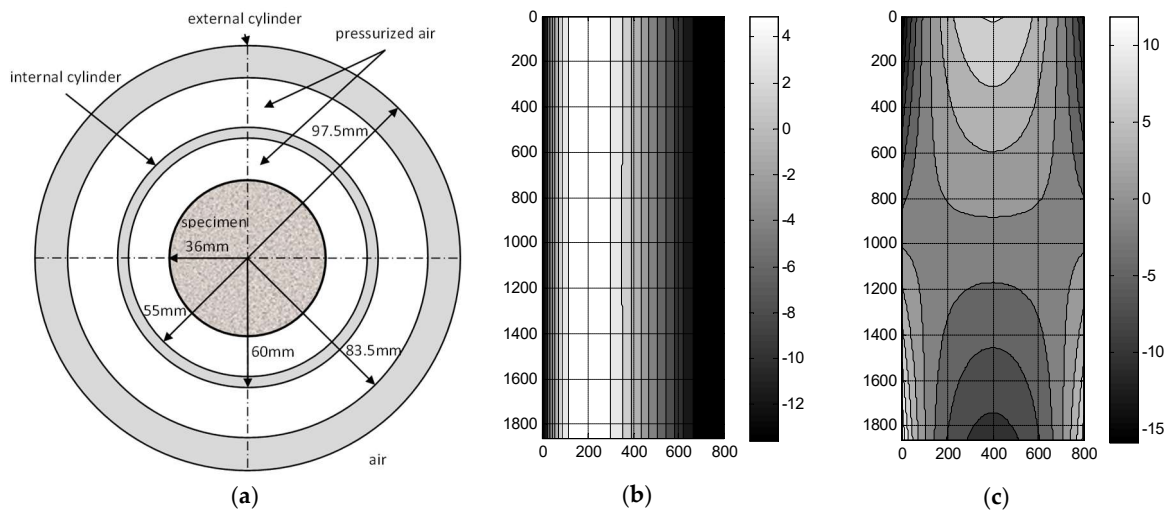 external cylinder
pressurized air
internal cylinder
97.5mm
specimen
36mm
55mm
60mm
83.5mm
air
(a)
0
200
400
600
800
1000
1200
1400
1600
1800
0 200 400 600 800
4
2
0
-2
-4
-6
-8
-10
-12
(b)
0
200
400
600
800
1000
1200
1400
1600
1800
0 200 400 600 800
10
5
0
-5
-10
-15
(c)